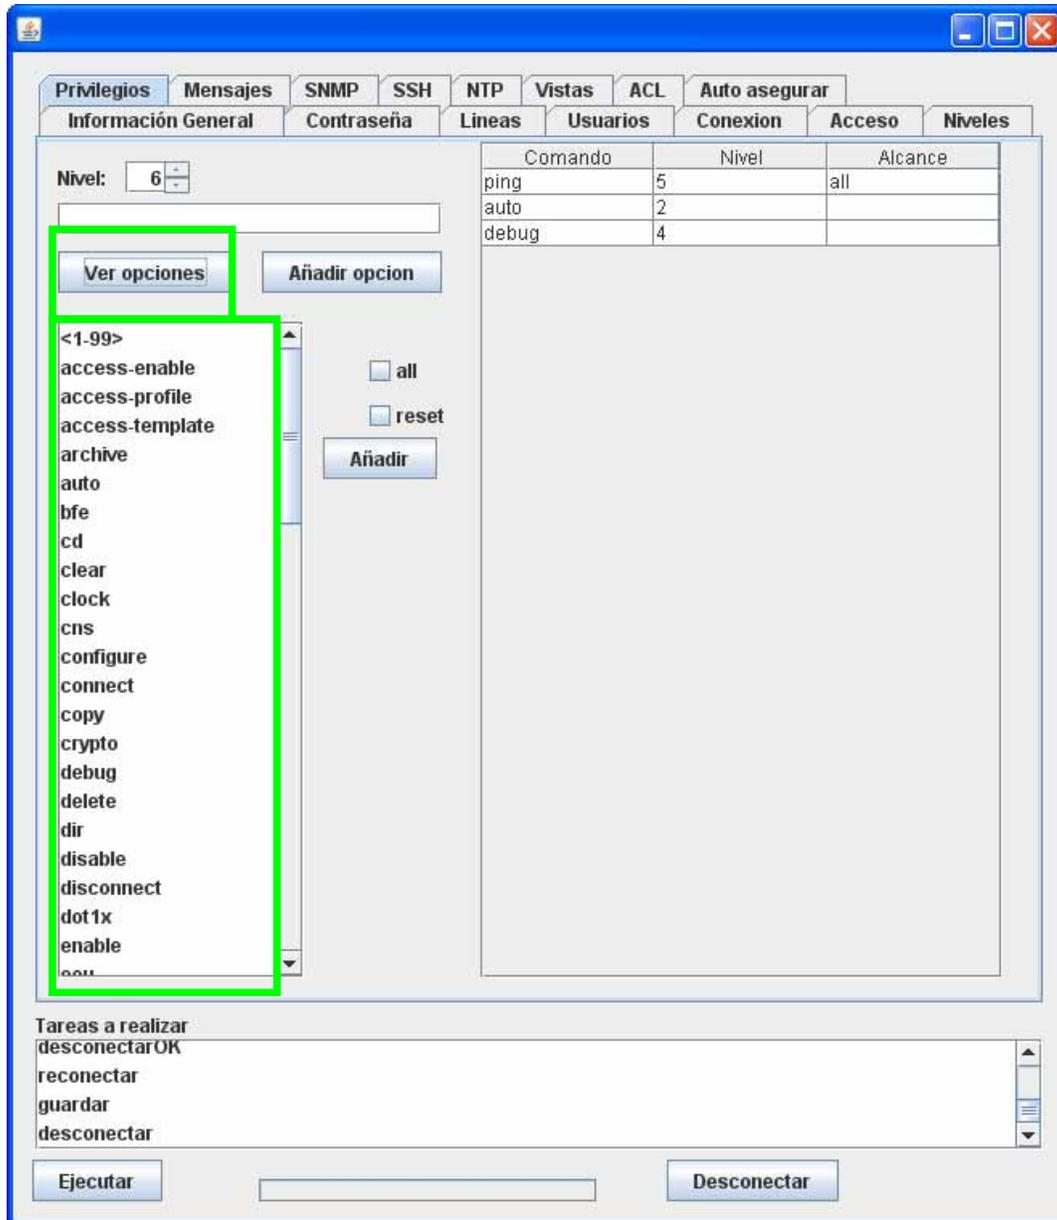 Privilegios Mensajes SNMP SSH NTP Vistas ACL Auto asegurar
Información General Contraseña Lineas Usuarios Conexion Acceso Niveles
Nivel: 6
Ver opciones Añadir opcion
<1-99>
access-enable
access-profile
access-template
archive
auto
bfe
cd
clear
clock
cns
configure
connect
copy
crypto
debug
delete
dir
disable
disconnect
dot1x
enable
all
reset
Añadir
Comando Nivel Alcance
ping 5 all
auto 2
debug 4
Tareas a realizar
desconectarOK
reconectar
guardar
desconectar
Ejecutar Desconectar